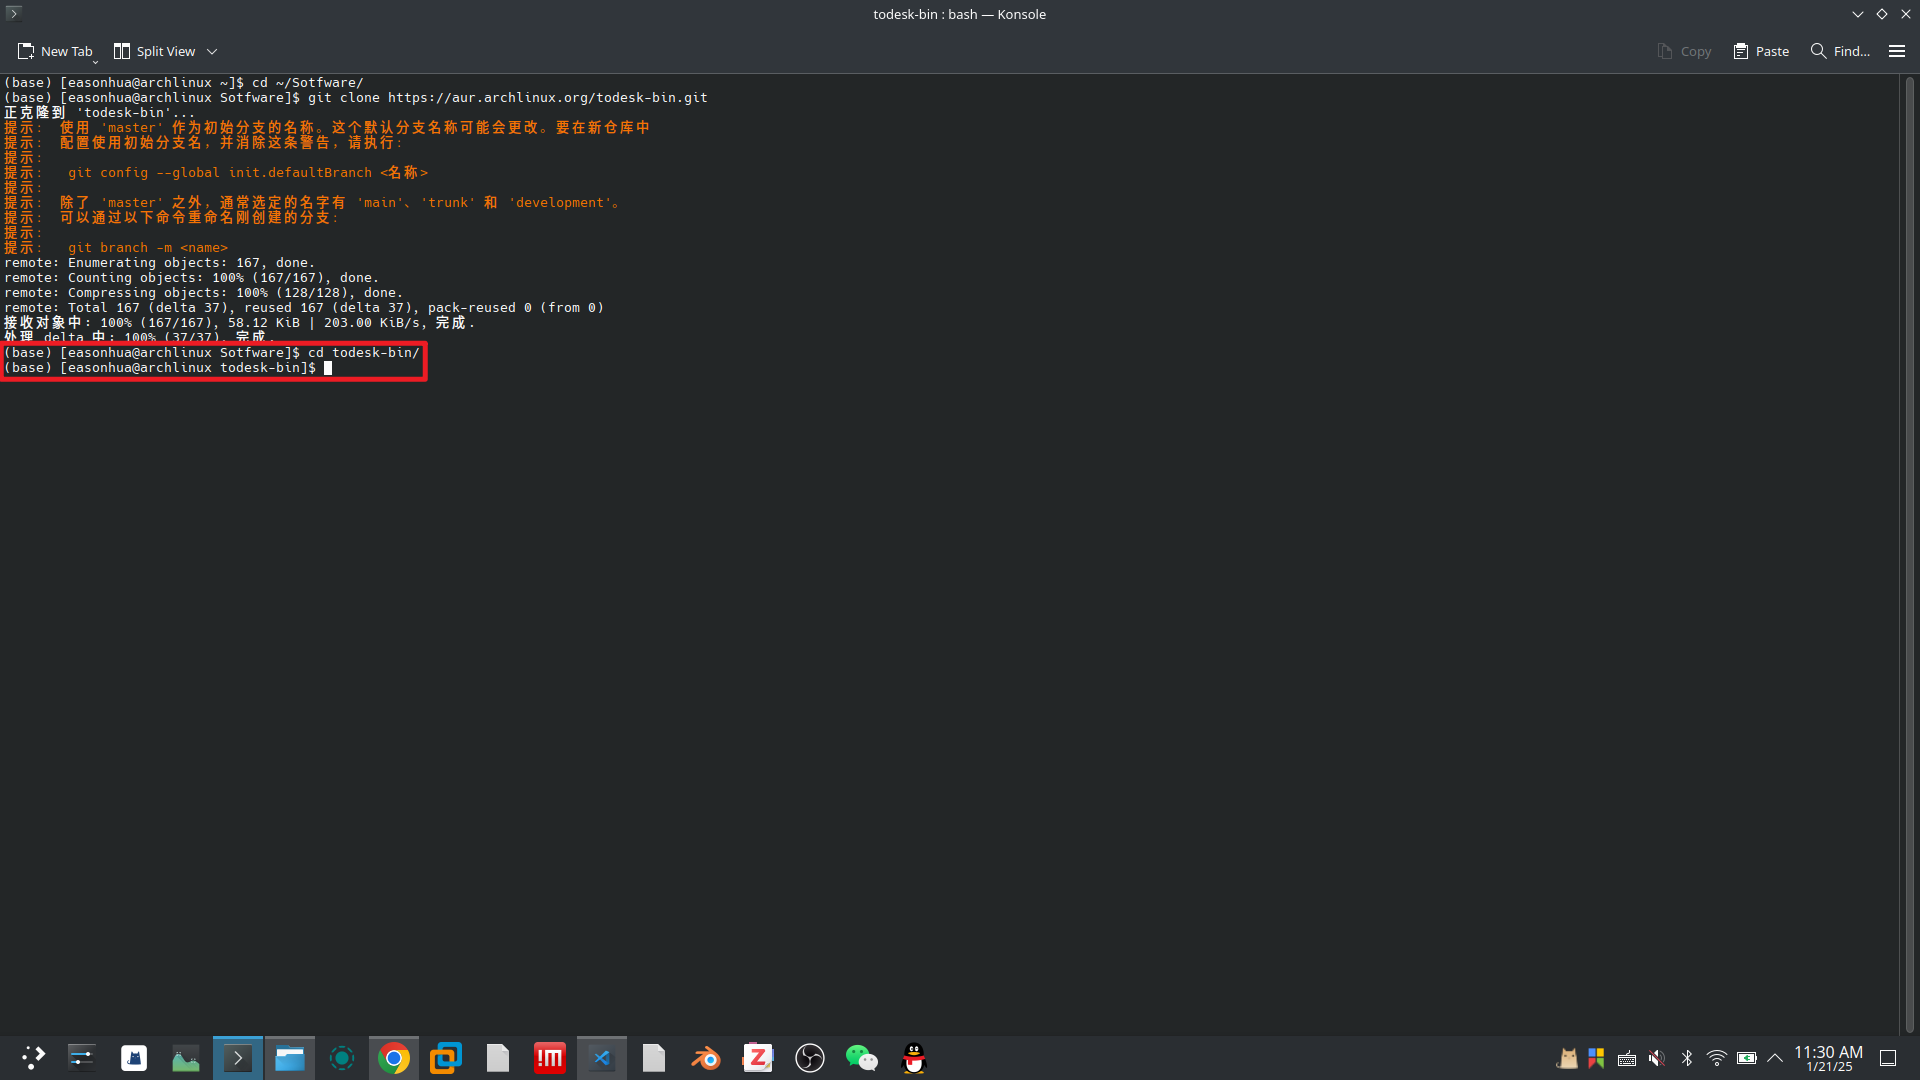 todesk-bin : bash — Konsole
New Tab
Split View
Copy
Paste
Find...
(base) [easonhua@archlinux ~]$ cd ~/Sotfware/
(base) [easonhua@archlinux Sotfware]$ git clone https://aur.archlinux.org/todesk-bin.git
正克隆到 'todesk-bin'...
提示： 使用 'master' 作为初始分支的名称。这个默认分支名称可能会更改。要在新仓库中
提示： 配置使用初始分支名，并消除这条警告，请执行：
提示：
提示： git config --global init.defaultBranch <名称>
提示：
提示： 除了 'master' 之外，通常选定的名字有 'main'、'trunk' 和 'development'。
提示： 可以通过以下命令重命名刚创建的分支：
提示：
提示： git branch -m <name>
remote: Enumerating objects: 167, done.
remote: Counting objects: 100% (167/167), done.
remote: Compressing objects: 100% (128/128), done.
remote: Total 167 (delta 37), reused 167 (delta 37), pack-reused 0 (from 0)
接收对象中: 100% (167/167), 58.12 KiB | 203.00 KiB/s, 完成.
处理 delta 中: 100% (37/37), 完成.
(base) [easonhua@archlinux Sotfware]$ cd todesk-bin/
(base) [easonhua@archlinux todesk-bin]$
11:30 AM
1/21/25